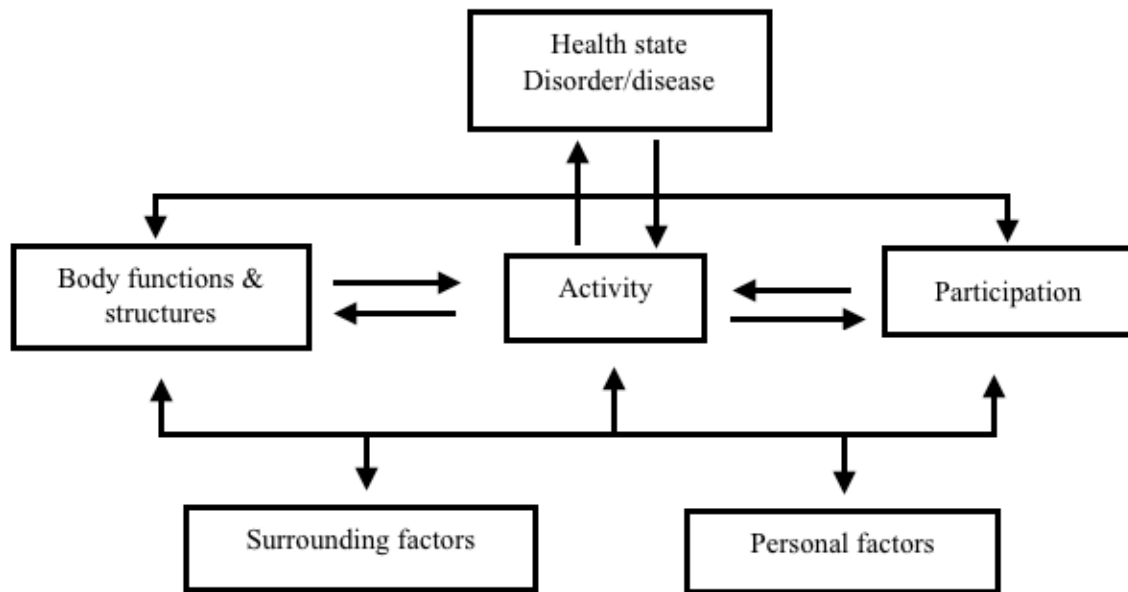 Health state
Disorder/disease
Body functions &
structures
Activity
Participation
Surrounding factors
Personal factors